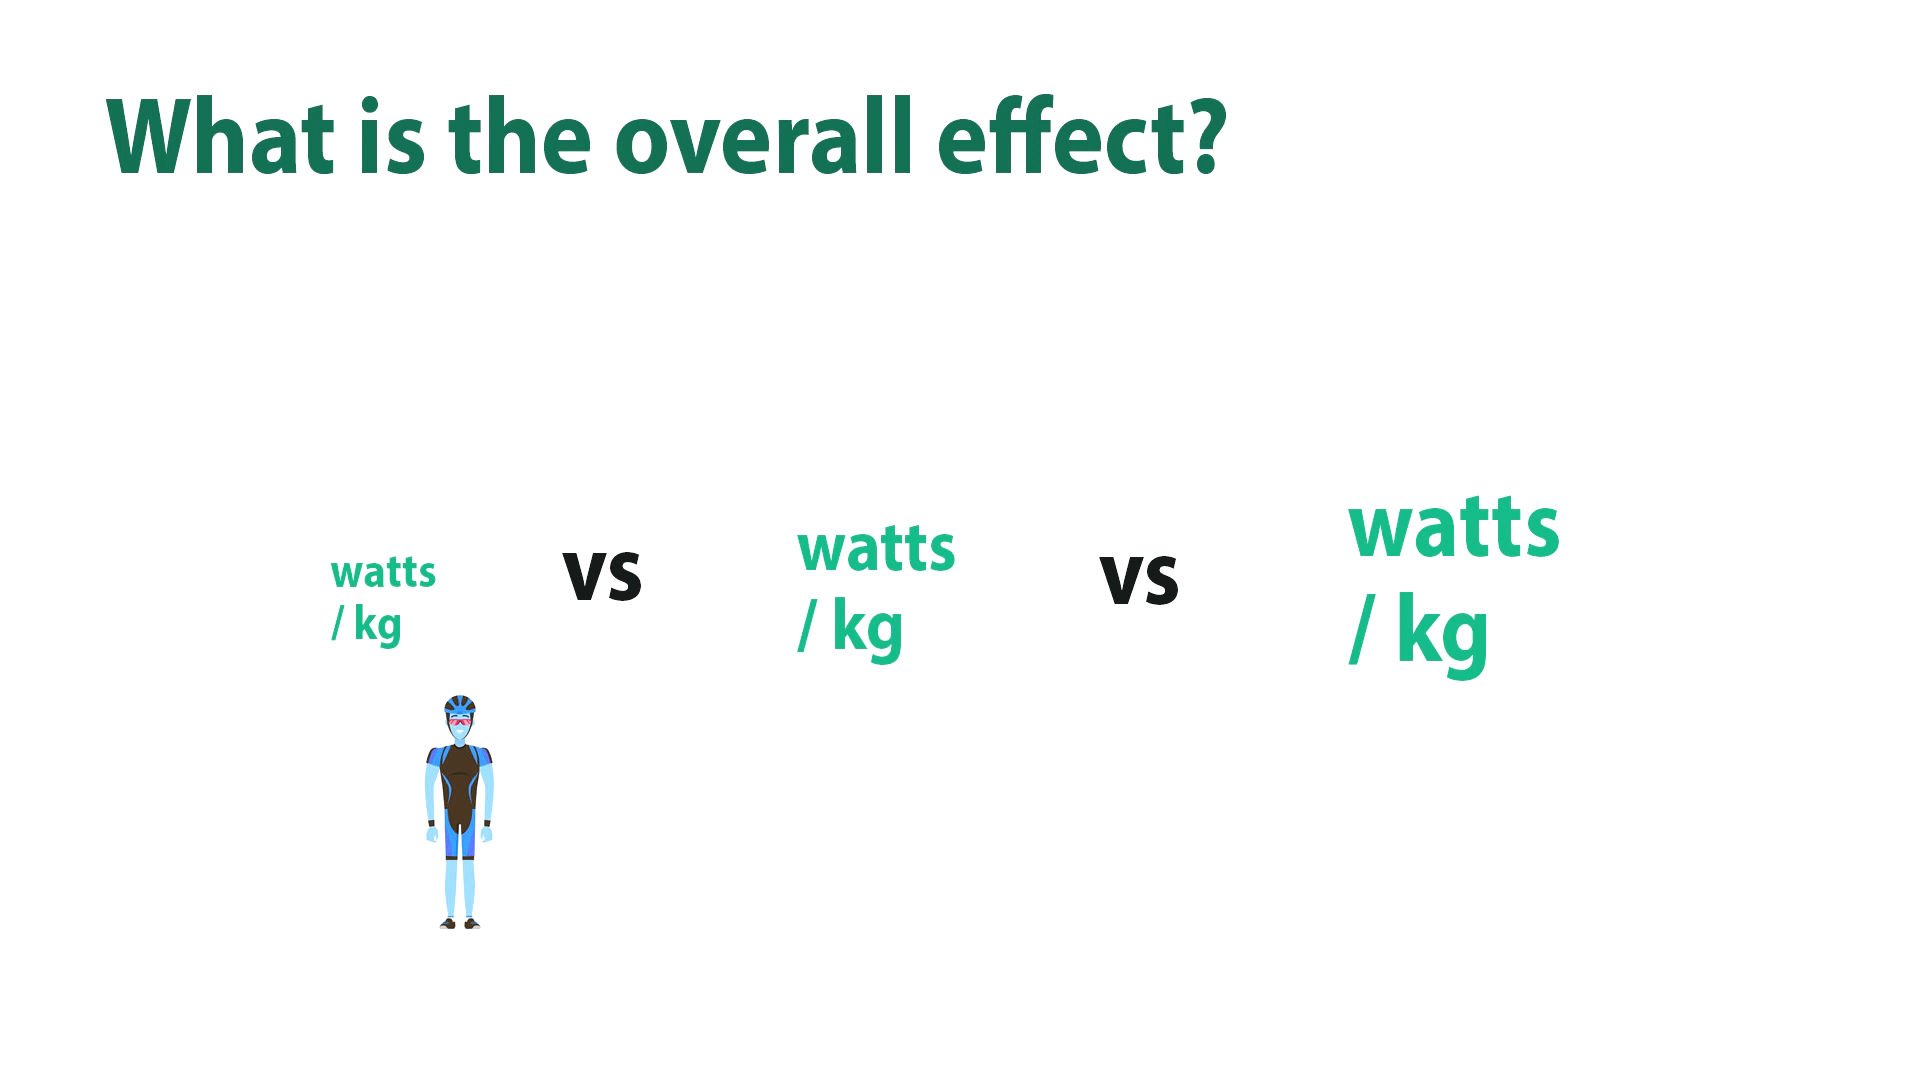 What is the overall effect?
watts
/ kg
vs
watts
/ kg
vs
watts
/ kg